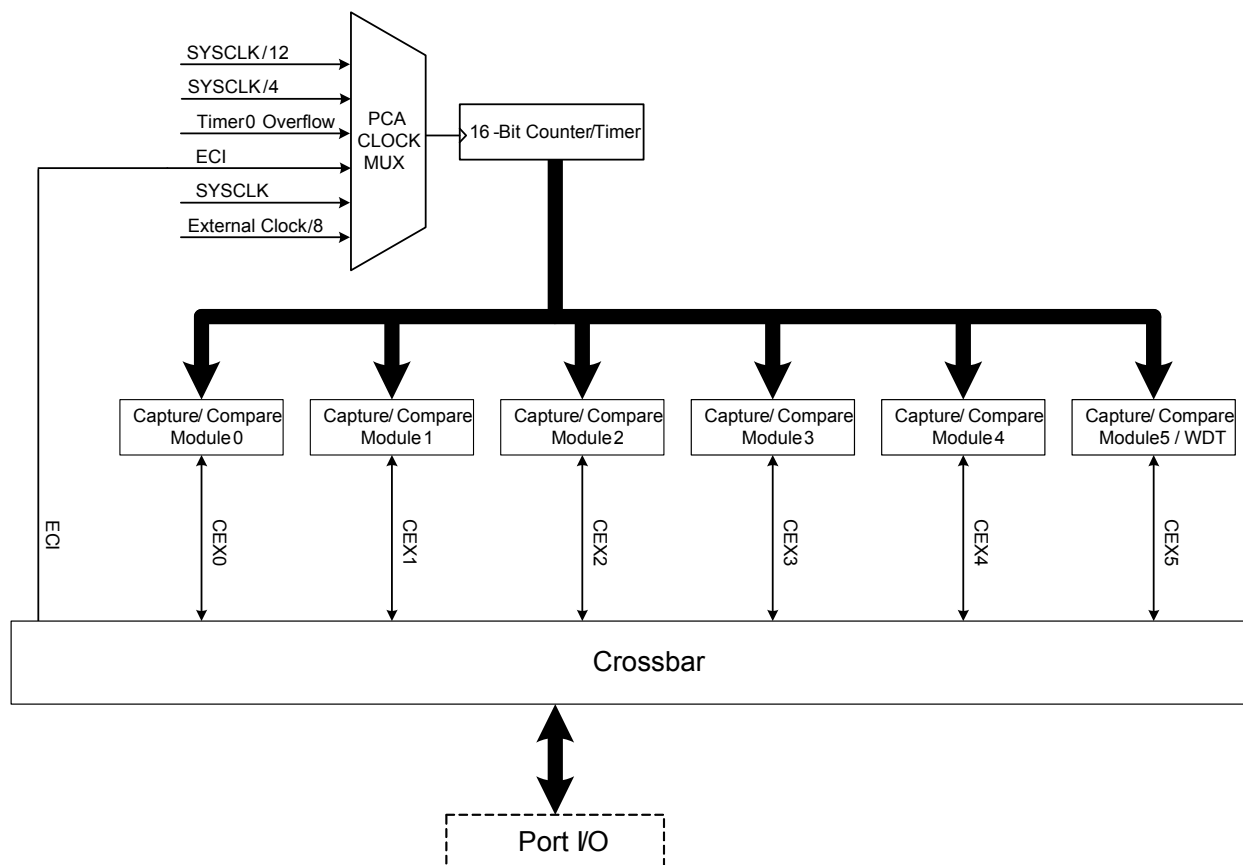 SYSCLK/12
SYSCLK/4
Timer0 Overflow
ECI
SYSCLK
External Clock/8
PCA
CLOCK
MUX
16-Bit Counter/Timer
Capture/Compare
Module0
Capture/Compare
Module1
Capture/Compare
Module2
Capture/Compare
Module3
Capture/Compare
Module4
Capture/Compare
Module5 / WDT
ECI
CEX0
CEX1
CEX2
CEX3
CEX4
CEX5
Crossbar
Port I/O